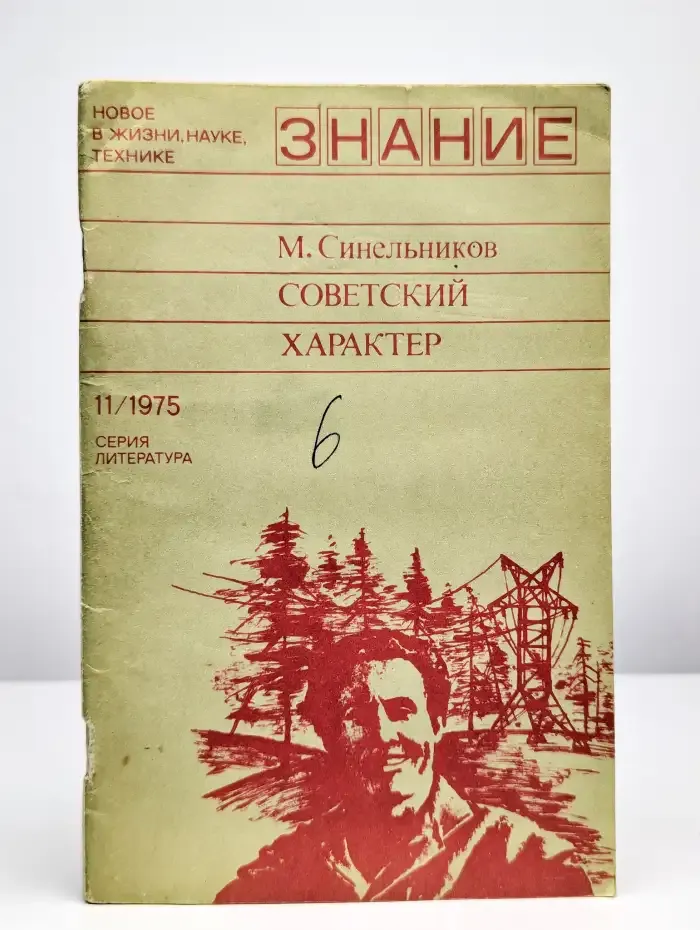 НОВОЕ
В ЖИЗНИ, НАУКЕ,
ТЕХНИКЕ
ЗНАНИЕ
М. Синельников
СОВЕТСКИЙ
ХАРАКТЕР
11/1975
СЕРИЯ
ЛИТЕРАТУРА
6